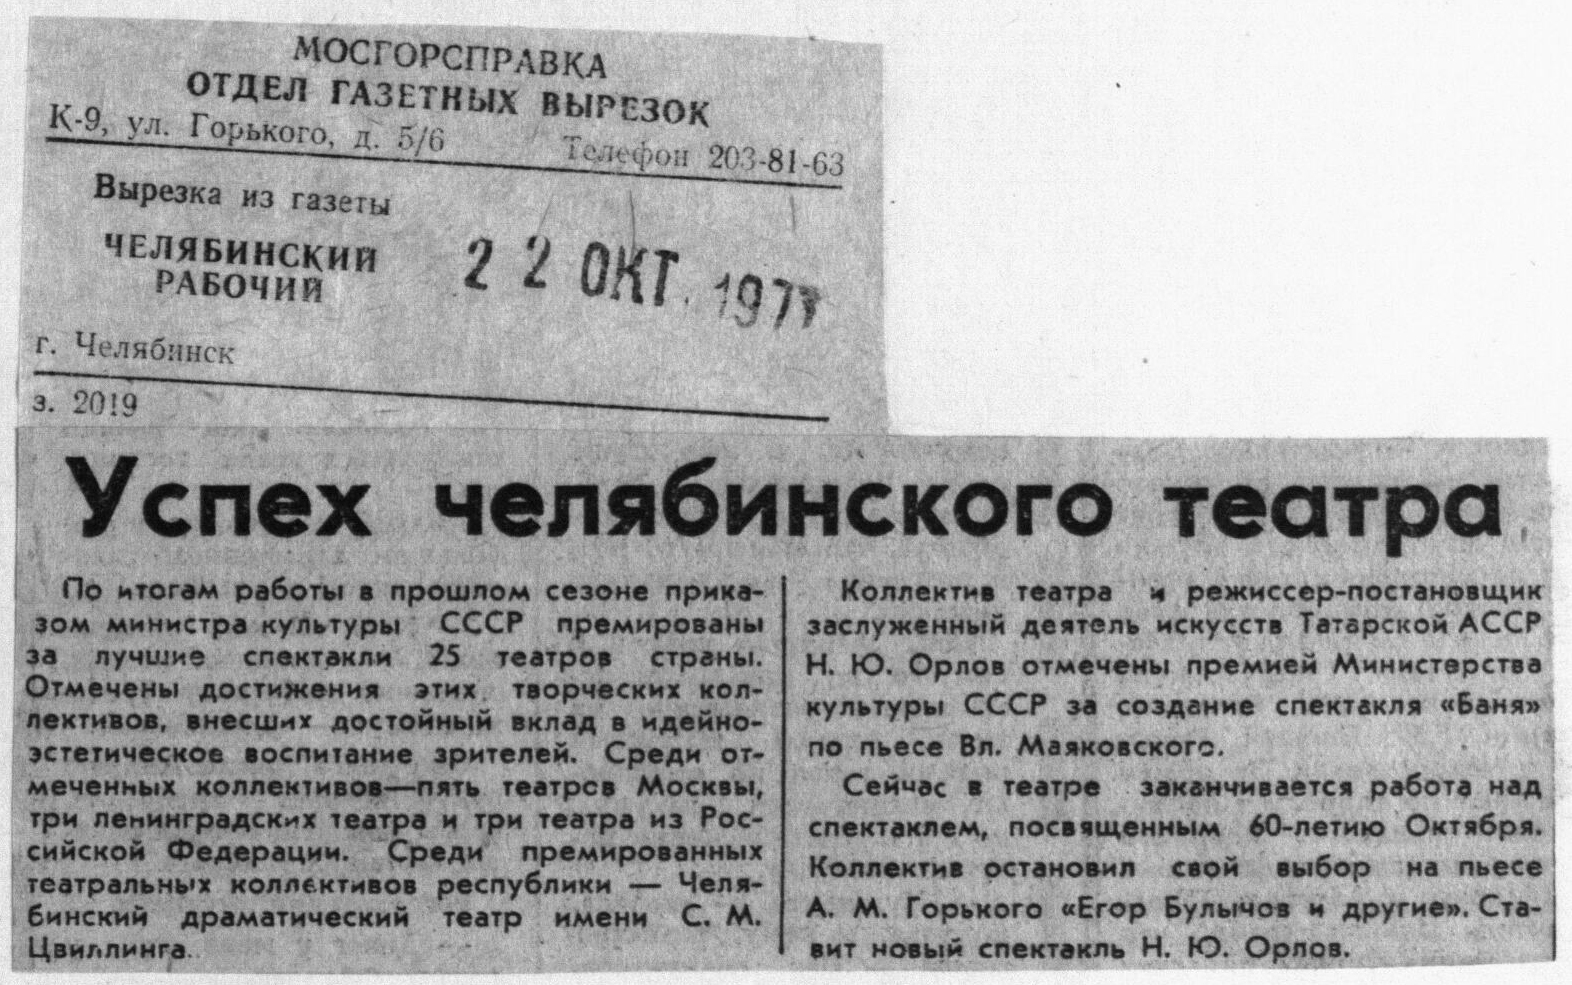 МОСГОРСПРАВКА
ОТДЕЛ ГАЗЕТНЫХ ВЫРЕЗОК
К-9, ул. Горького, д. 5/6 Телефон 203-81-63
Вырезка из газеты
ЧЕЛЯБИНСКИЙ
РАБОЧИЙ
22 ОКТ. 1977
г. Челябинск
з. 2019
Успех челябинского театра
По итогам работы в прошлом сезоне прика-
зом министра культуры СССР премированы
за лучшие спектакли 25 театров страны.
Отмечены достижения этих творческих кол-
лективов, внесших достойный вклад в идейно-
эстетическое воспитание зрителей. Среди от-
меченных коллективов—пять театров Москвы,
три ленинградских театра и три театра из Рос-
сийской Федерации. Среди премированных
театральных коллективов республики — Челя-
бинский драматический театр имени С. М.
Цвиллинга.
Коллектив театра и режиссер-постановщик
заслуженный деятель искусств Татарской АССР
Н. Ю. Орлов отмечены премией Министерства
культуры СССР за создание спектакля «Баня»
по пьесе Вл. Маяковского.
Сейчас в театре заканчивается работа над
спектаклем, посвященным 60-летию Октября.
Коллектив остановил свой выбор на пьесе
А. М. Горького «Егор Булычов и другие». Ста-
вит новый спектакль Н. Ю. Орлов.